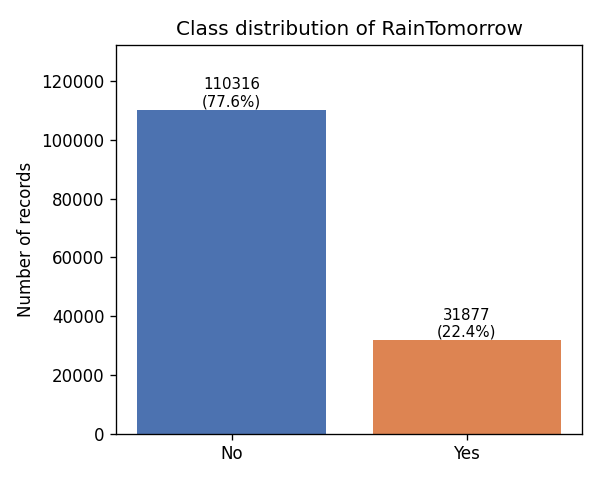 Class distribution of RainTomorrow
Number of records
120000
100000
80000
60000
40000
20000
0
110316
(77.6%)
31877
(22.4%)
No
Yes